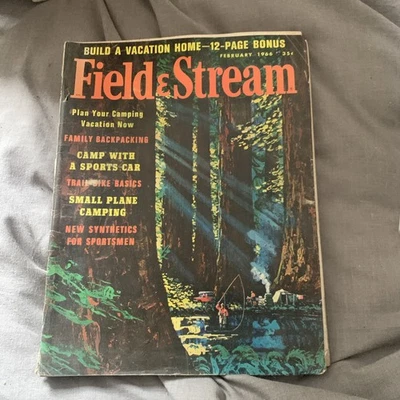 BUILD A VACATION HOME—12-PAGE BONUS
FEBRUARY 1966 35¢
Field & Stream
Plan Your Camping
Vacation Now
FAMILY BACKPACKING
CAMP WITH
A SPORTS CAR
TRAIL BIKE BASICS
SMALL PLANE
CAMPING
NEW SYNTHETICS
FOR SPORTSMEN